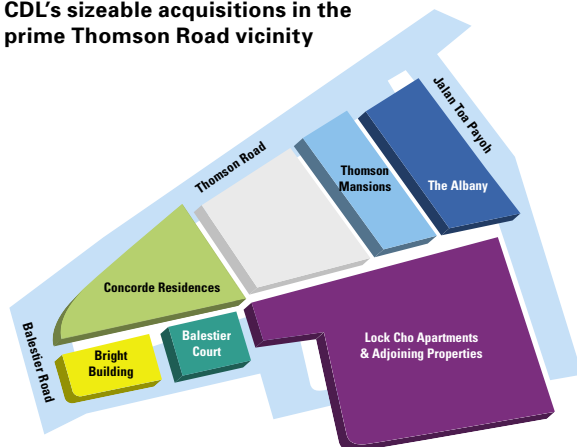 CDL’s sizeable acquisitions in the
prime Thomson Road vicinity
Jalan Toa Payoh
Thomson Road
Thomson
Mansions
The Albany
Concorde Residences
Balestier Road
Balestier
Court
Bright
Building
Lock Cho Apartments
& Adjoining Properties